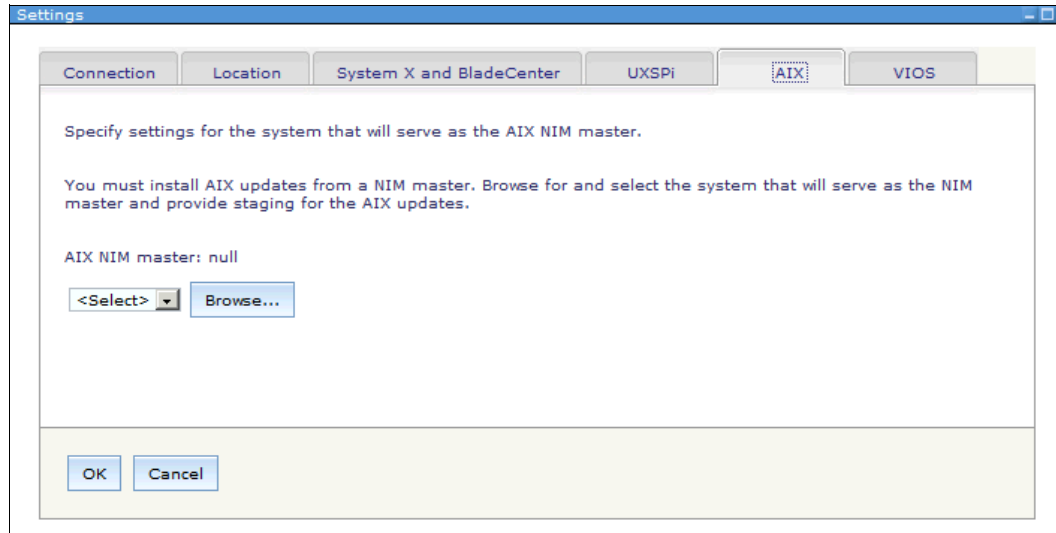 Settings
Connection
Location
System X and BladeCenter
UXSPi
AIX
VIOS
Specify settings for the system that will serve as the AIX NIM master.
You must install AIX updates from a NIM master. Browse for and select the system that will serve as the NIM
master and provide staging for the AIX updates.
AIX NIM master: null
<Select>
Browse...
OK
Cancel